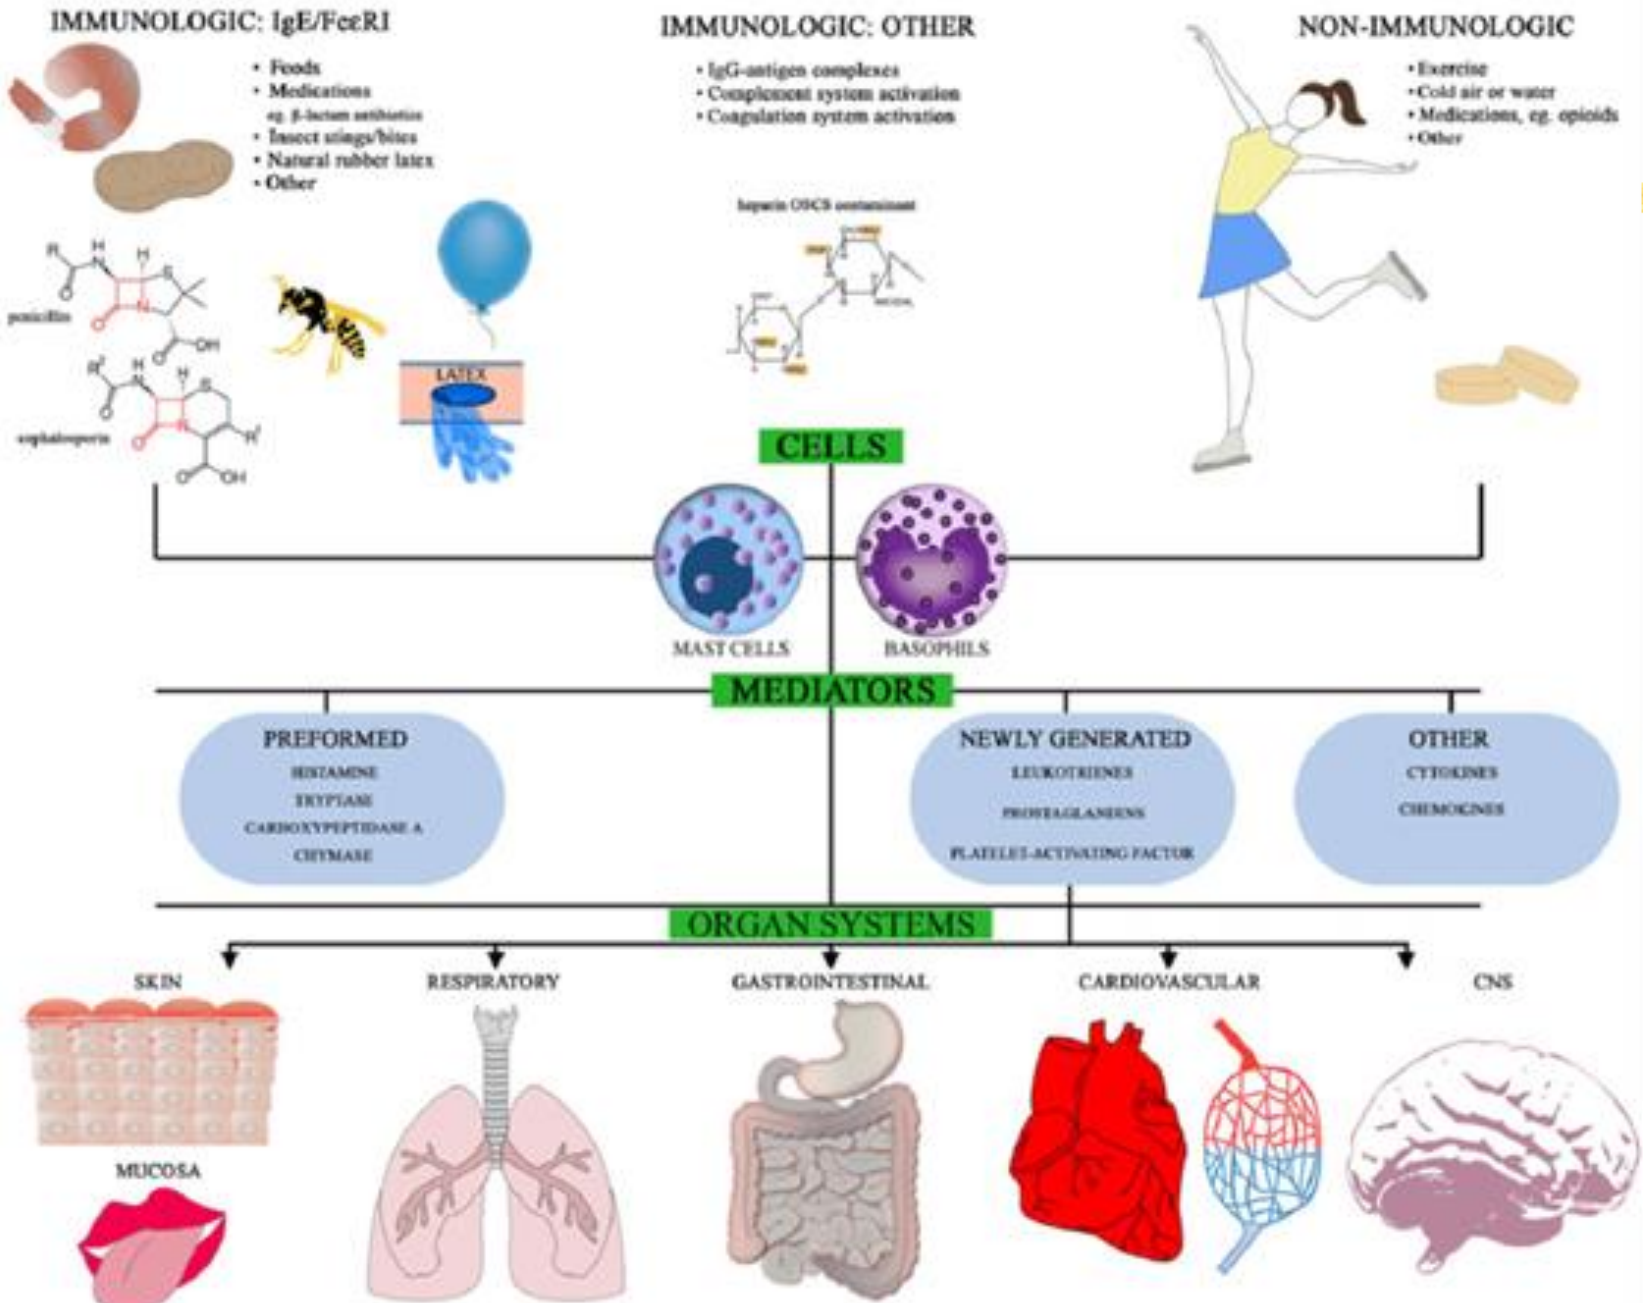 IMMUNOLOGIC: IgE/FcεRI
• Foods
• Medications
eg. β-lactam antibiotics
• Insect stings/bites
• Natural rubber latex
• Other
IMMUNOLOGIC: OTHER
• IgG-antigen complexes
• Complement system activation
• Coagulation system activation
NON-IMMUNOLOGIC
• Exercise
• Cold air or water
• Medications, eg. opioids
• Other
heparin OSCS contaminant
R
H
N
H
S
O
N
O
O
OH
penicillin
R'
H
N
H
S
O
N
O
R'
O
OH
cephalosporin
LATEX
CELLS
MAST CELLS
BASOPHILS
MEDIATORS
PREFORMED
HISTAMINE
TRYPTASE
CARBOXYPEPTIDASE A
CHYMASE
NEWLY GENERATED
LEUKOTRIENES
PROSTAGLANDINS
PLATELET-ACTIVATING FACTOR
OTHER
CYTOKINES
CHEMOKINES
ORGAN SYSTEMS
SKIN
RESPIRATORY
GASTROINTESTINAL
CARDIOVASCULAR
CNS
MUCOSA